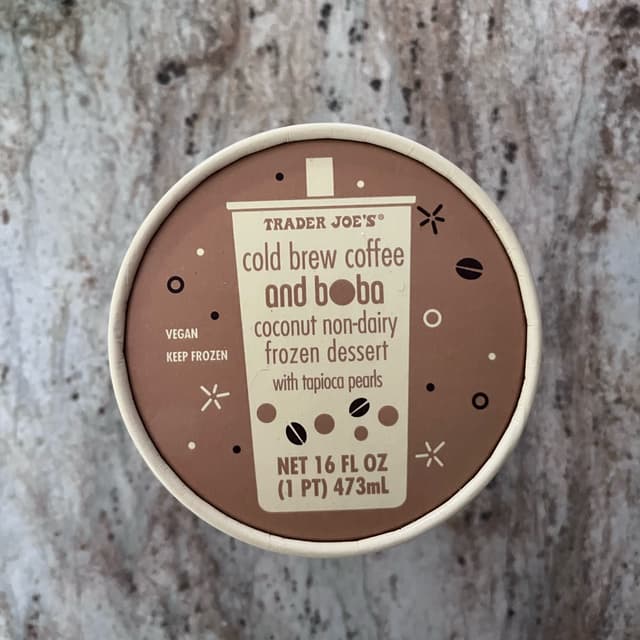 TRADER JOE'S®
cold brew coffee
and boba
coconut non-dairy
frozen dessert
with tapioca pearls
NET 16 FL OZ
(1 PT) 473mL
VEGAN
KEEP FROZEN